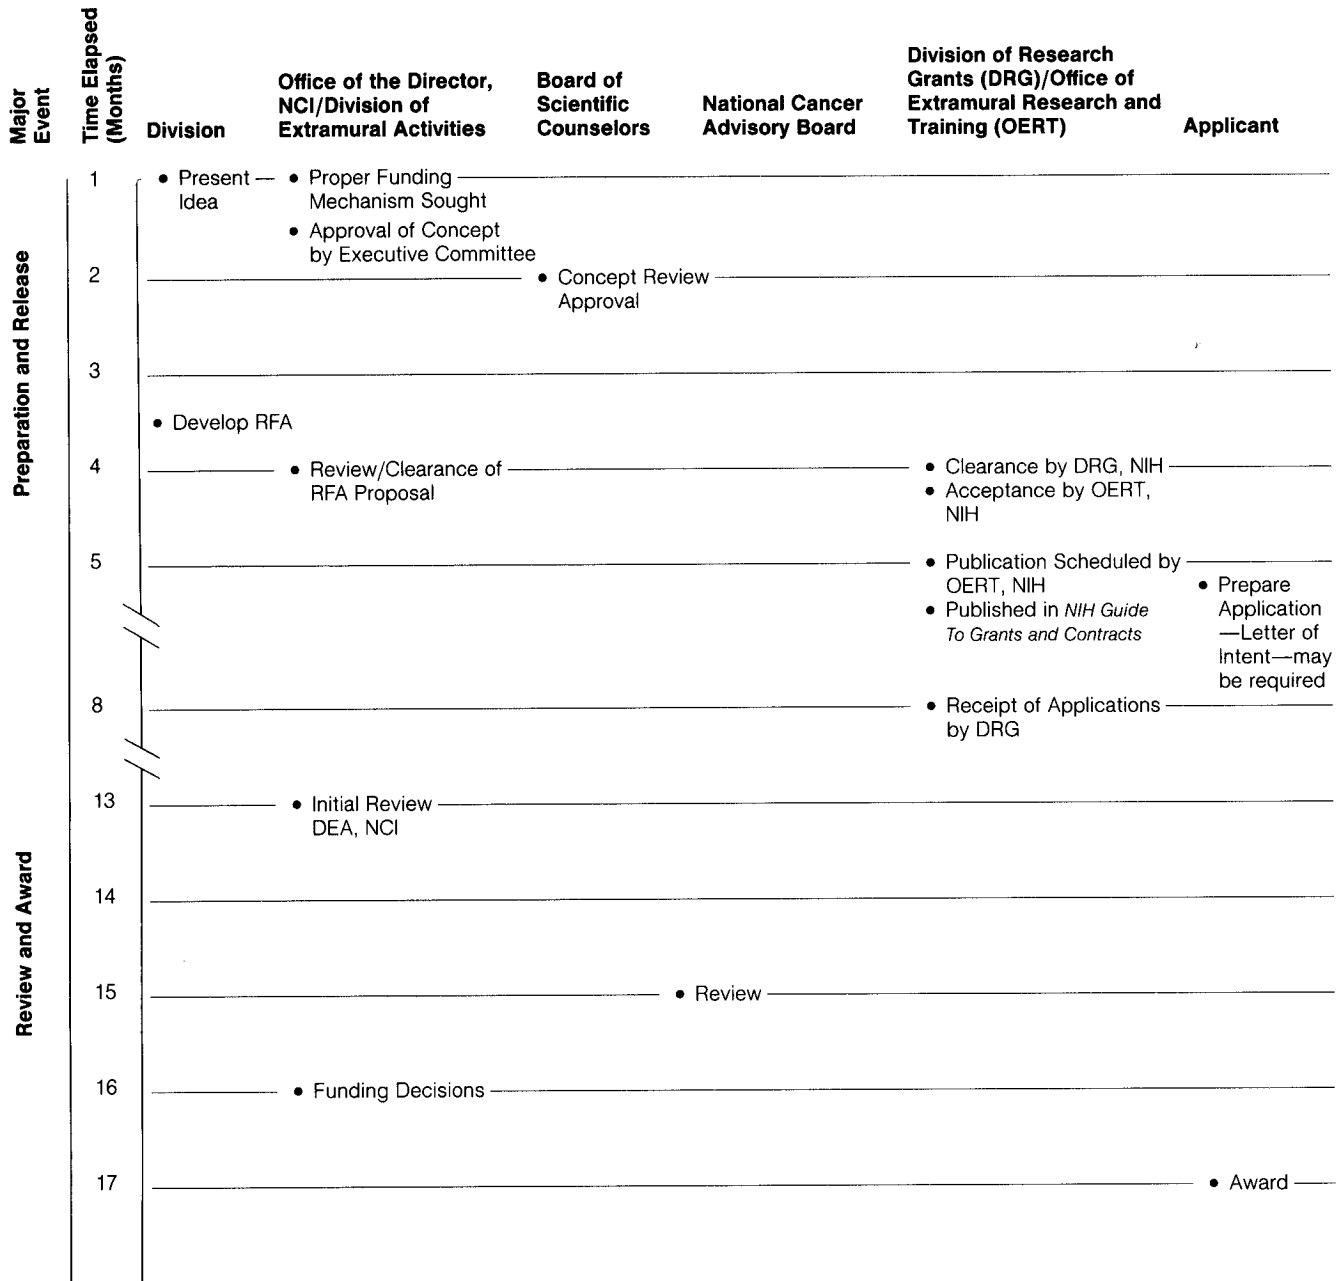 Major
Event
Time Elapsed
(Months)
Division
Office of the Director,
NCI/Division of
Extramural Activities
Board of
Scientific
Counselors
National Cancer
Advisory Board
Division of Research
Grants (DRG)/Office of
Extramural Research and
Training (OERT)
Applicant
Preparation and Release
1
• Present
Idea
• Proper Funding
Mechanism Sought
• Approval of Concept
by Executive Committee
2
• Concept Review
Approval
3
• Develop RFA
4
• Review/Clearance of
RFA Proposal
• Clearance by DRG, NIH
• Acceptance by OERT,
NIH
5
• Publication Scheduled by
OERT, NIH
• Published in NIH Guide
To Grants and Contracts
• Prepare
Application
—Letter of
Intent—may
be required
8
• Receipt of Applications
by DRG
Review and Award
13
• Initial Review
DEA, NCI
14
15
• Review
16
• Funding Decisions
17
• Award